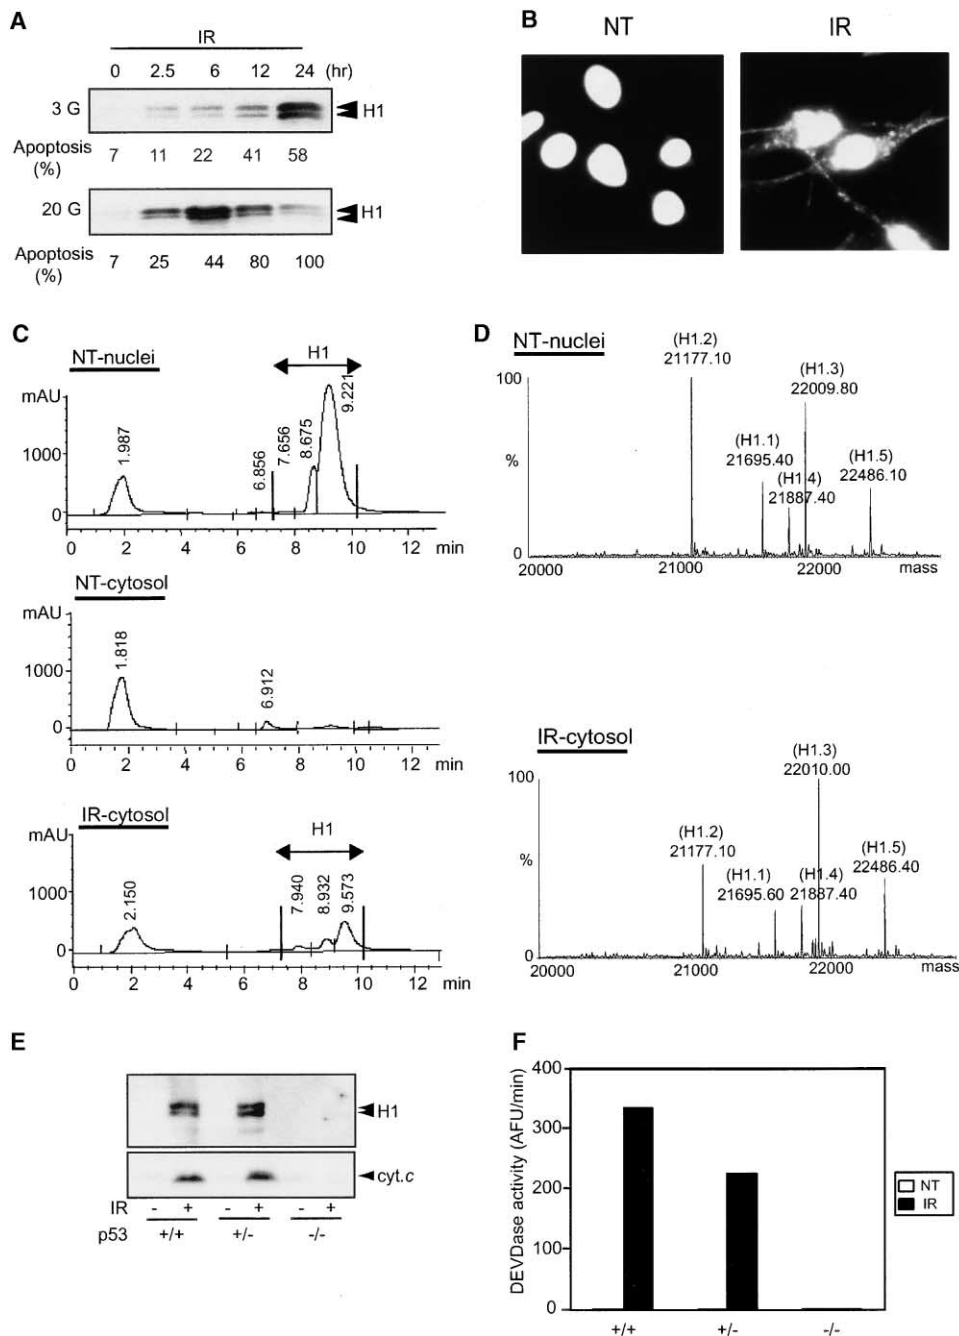 A
IR
0 2.5 6 12 24 (hr)
3 G H1
Apoptosis (%) 7 11 22 41 58
20 G H1
Apoptosis (%) 7 25 44 80 100
B
NT IR
C
NT-nuclei
H1
mAU
1000
0
1.987
6.856
7.656
8.675
9.221
0 2 4 6 8 10 12 min
NT-cytosol
mAU
1000
0
1.818
6.912
0 2 4 6 8 10 12 min
IR-cytosol
H1
mAU
1000
0
2.150
7.940
8.932
9.573
0 2 4 6 8 10 12 min
D
NT-nuclei
(H1.2)
21177.10
(H1.3)
22009.80
(H1.1)
21695.40
(H1.4)
21887.40
(H1.5)
22486.10
100
%
0
20000 21000 22000 mass
IR-cytosol
(H1.3)
22010.00
(H1.2)
21177.10
(H1.1)
21695.60
(H1.4)
21887.40
(H1.5)
22486.40
100
%
0
20000 21000 22000 mass
E
H1
cyt.c
IR - + - + - +
p53 +/+ +/- -/-
F
DEVDase activity (AFU/min)
400
300
200
100
0
+/+ +/- -/-
NT
IR